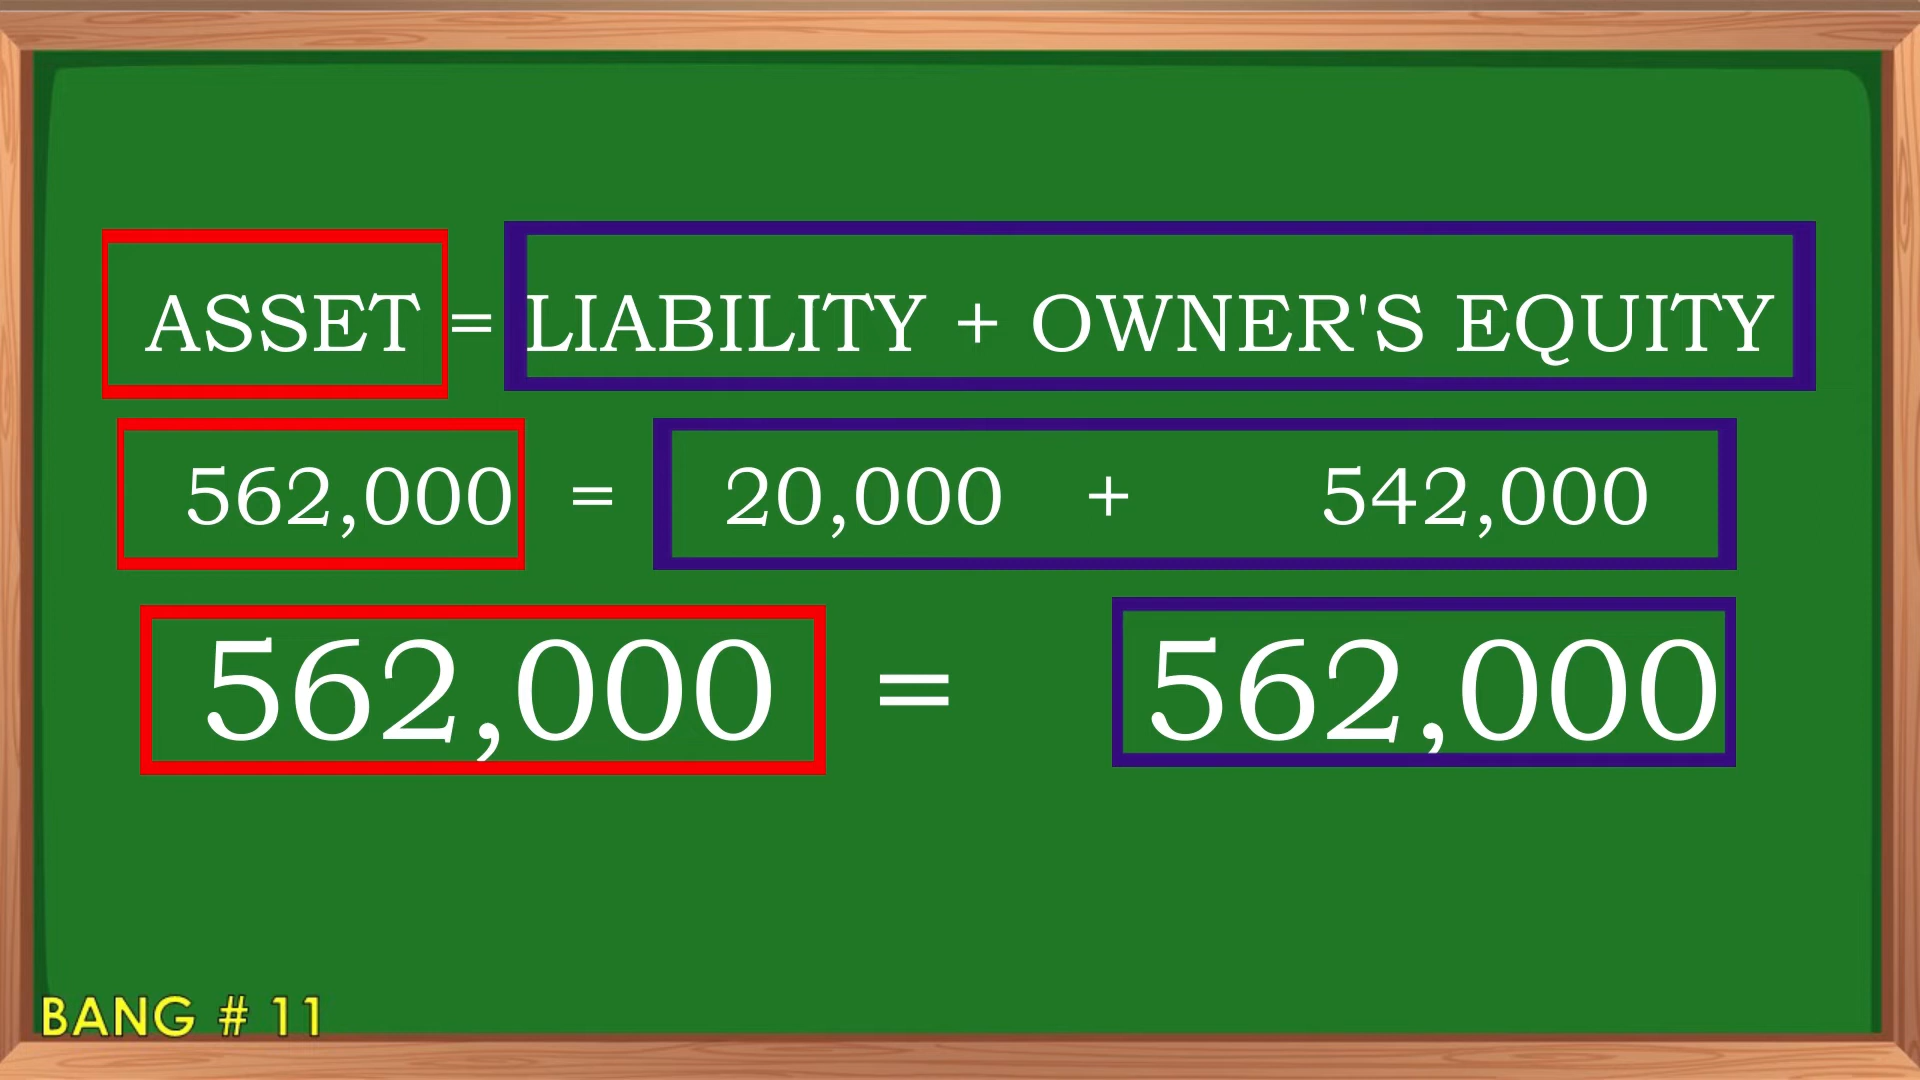 ASSET = LIABILITY + OWNER'S EQUITY
562,000 = 20,000 + 542,000
562,000 = 562,000
BANG # 11